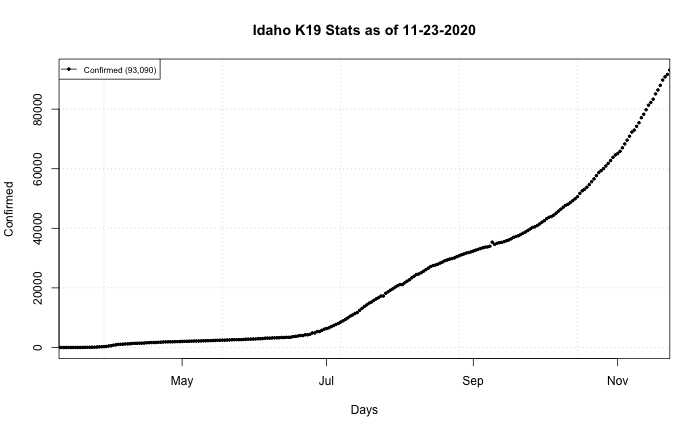 Idaho K19 Stats as of 11-23-2020
Confirmed (93,090)
Confirmed
80000
60000
40000
20000
0
May Jul Sep Nov
Days